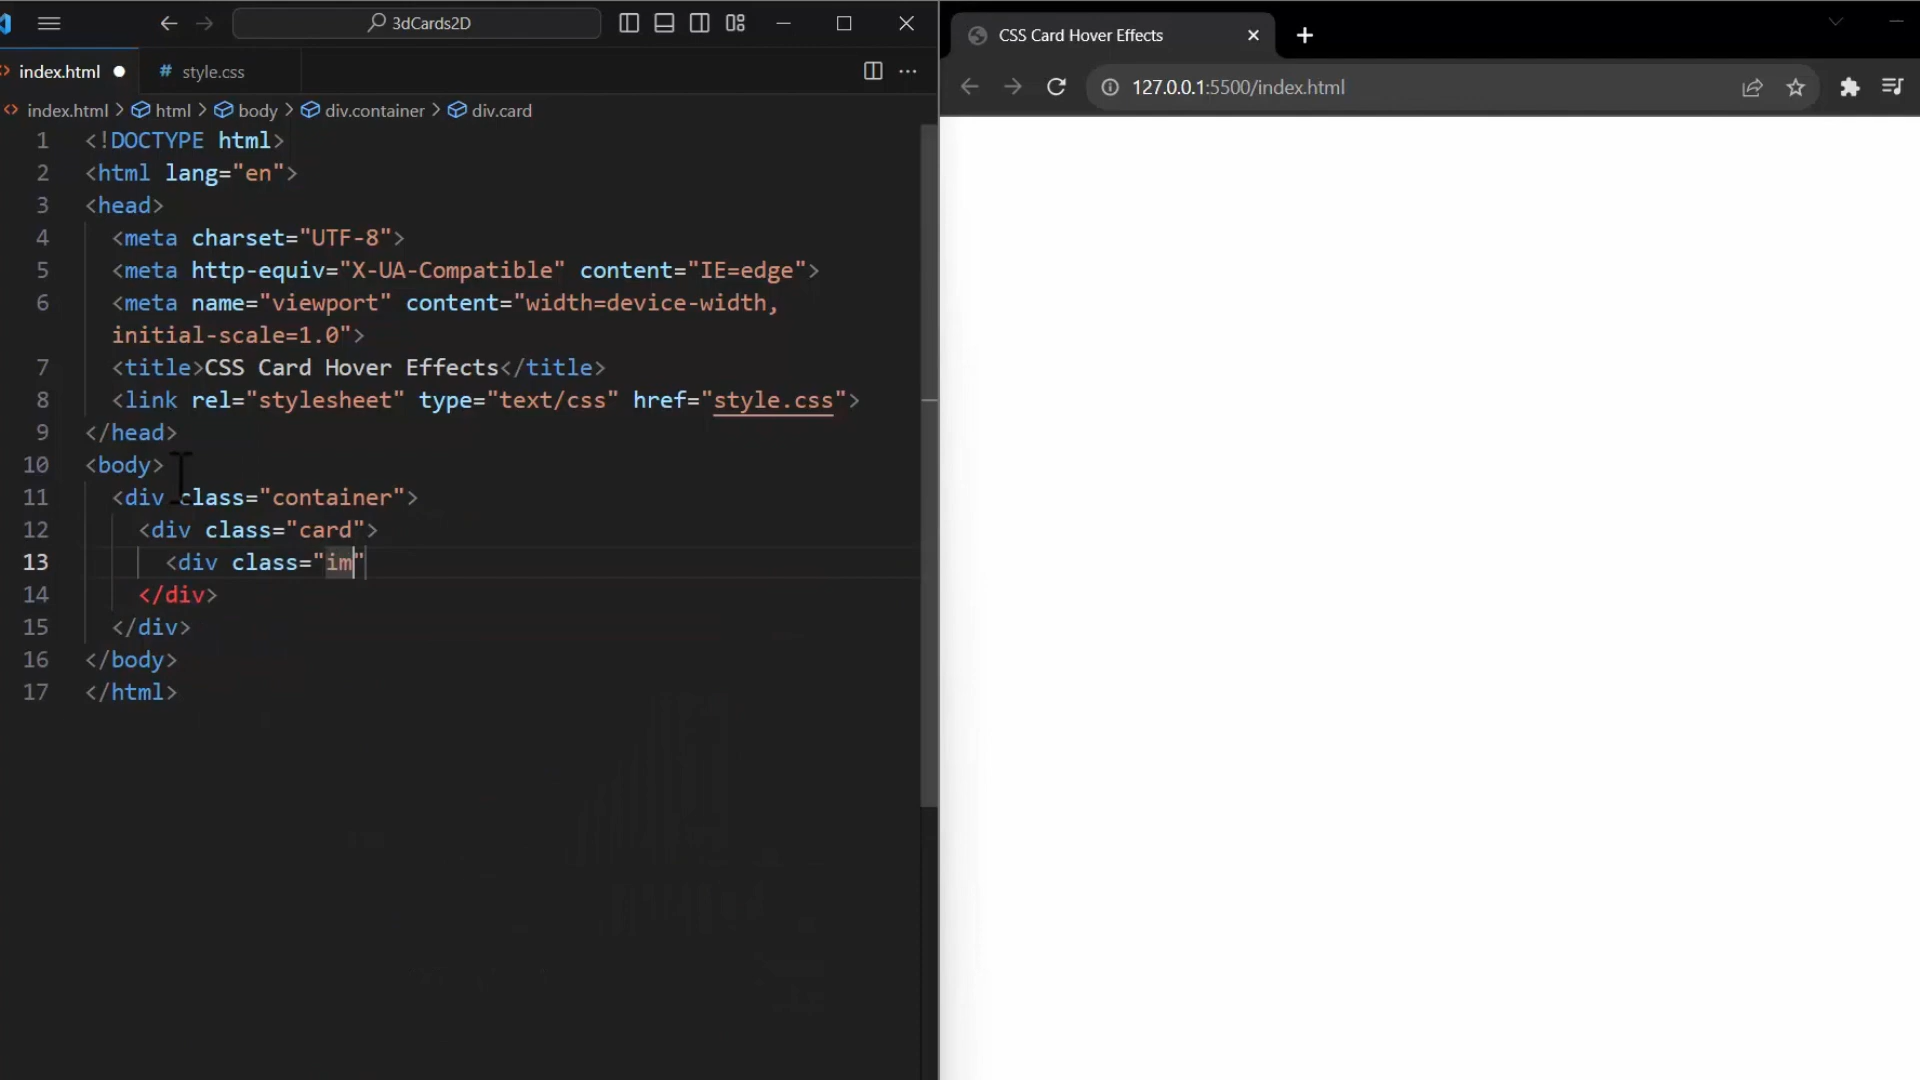 3dCards2D
index.html
# style.css
index.html > html > body > div.container > div.card
1 <!DOCTYPE html>
2 <html lang="en">
3 <head>
4 <meta charset="UTF-8">
5 <meta http-equiv="X-UA-Compatible" content="IE=edge">
6 <meta name="viewport" content="width=device-width,
initial-scale=1.0">
7 <title>CSS Card Hover Effects</title>
8 <link rel="stylesheet" type="text/css" href="style.css">
9 </head>
10 <body>
11 <div class="container">
12 <div class="card">
13 <div class="im"
14 </div>
15 </div>
16 </body>
17 </html>
CSS Card Hover Effects
127.0.0.1:5500/index.html